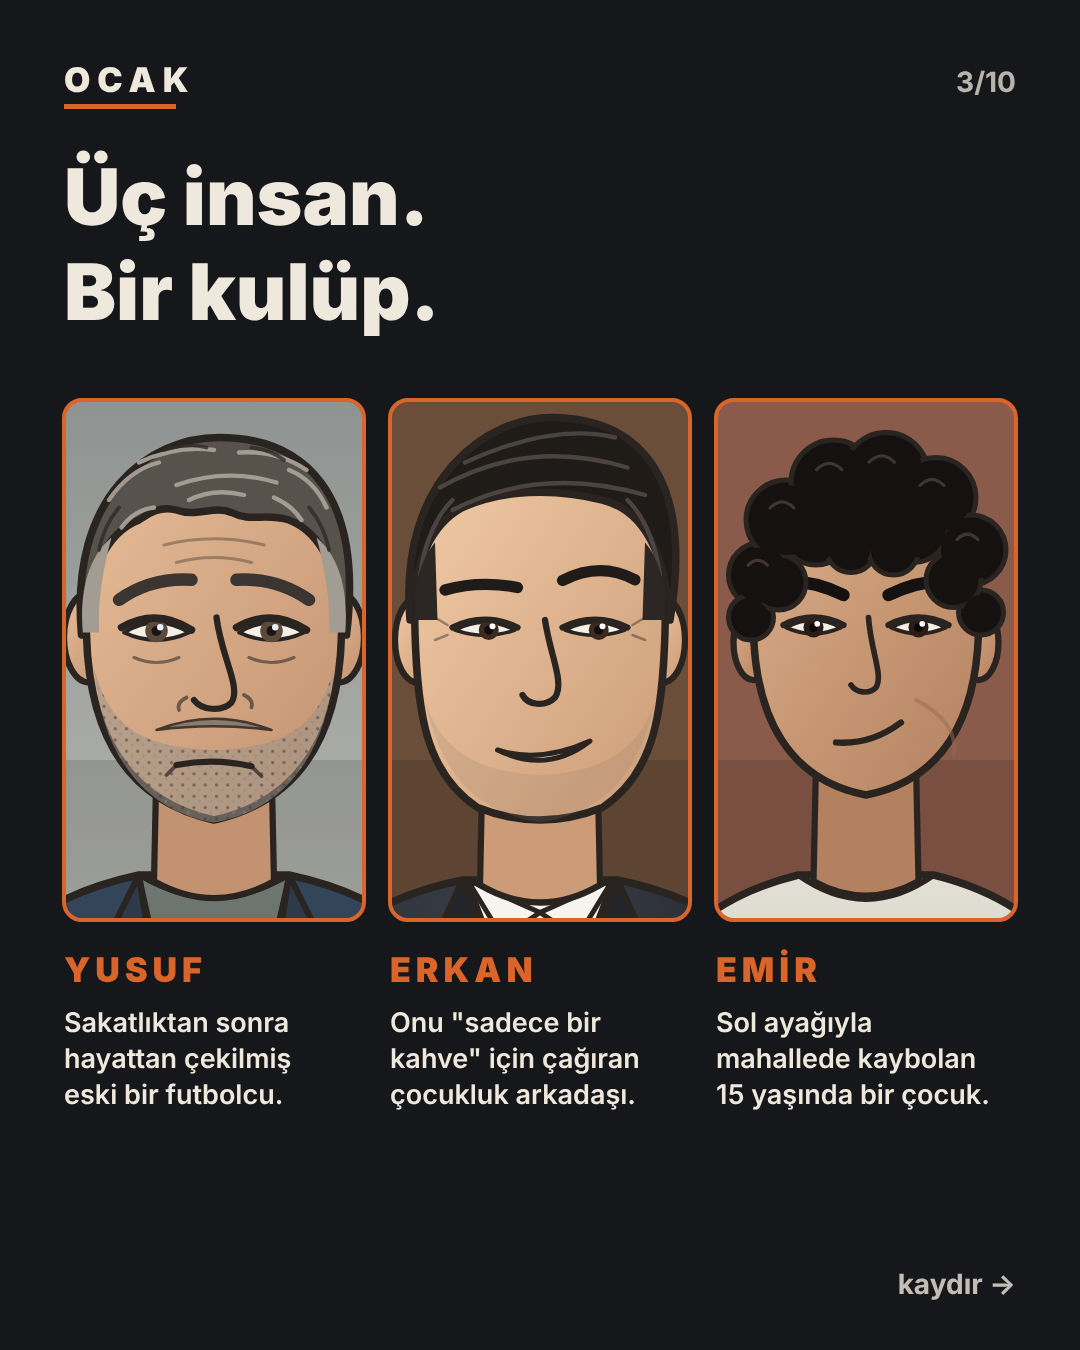 OCAK
3/10
Üç insan.
Bir kulüp.
YUSUF
Sakatlıktan sonra
hayattan çekilmiş
eski bir futbolcu.
ERKAN
Onu "sadece bir
kahve" için çağıran
çocukluk arkadaşı.
EMİR
Sol ayağıyla
mahallede kaybolan
15 yaşında bir çocuk.
kaydır →